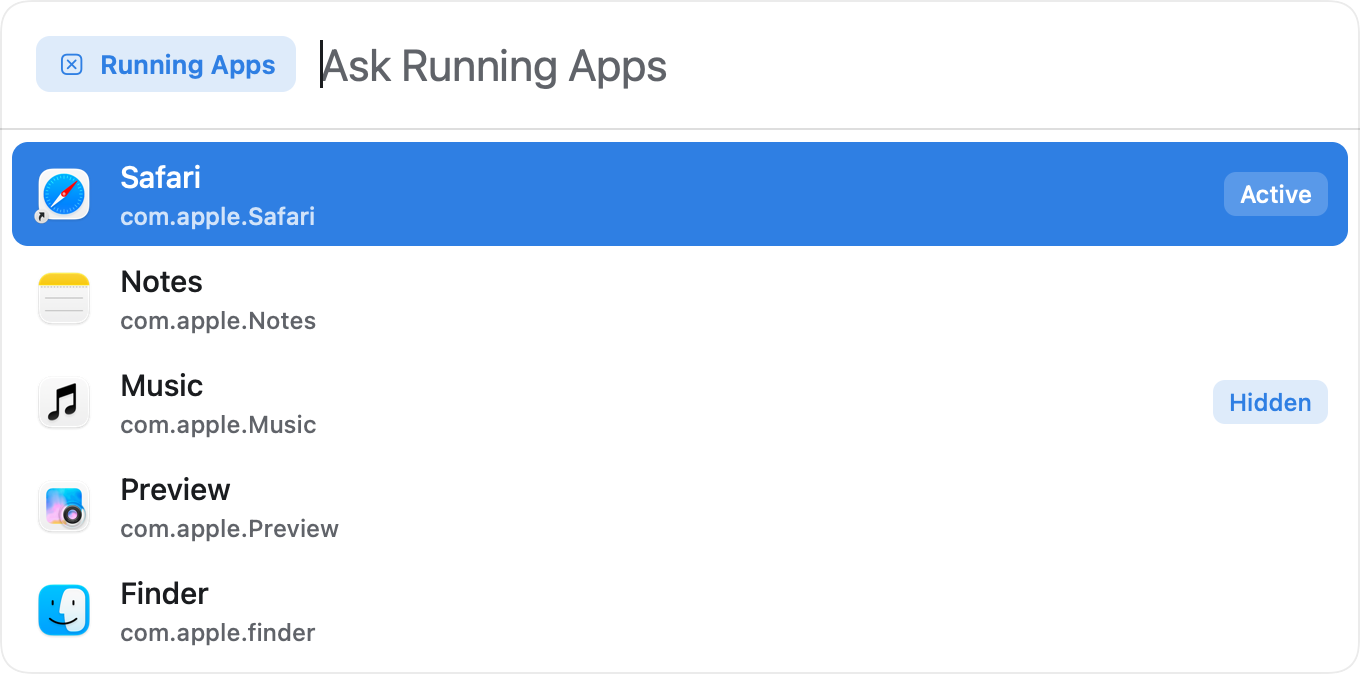 Running Apps
Ask Running Apps
Safari
com.apple.Safari
Active
Notes
com.apple.Notes
Music
com.apple.Music
Hidden
Preview
com.apple.Preview
Finder
com.apple.finder